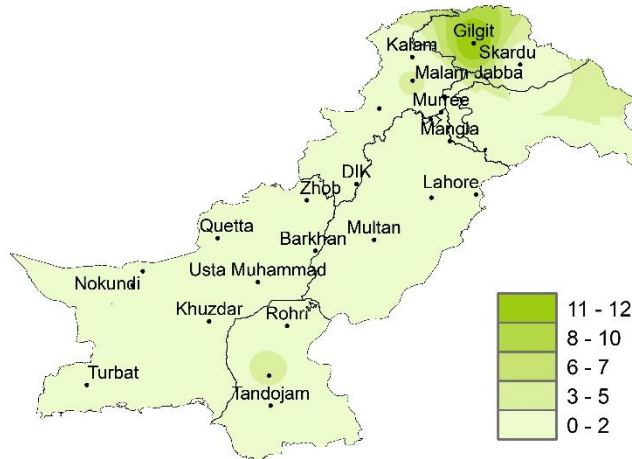 Gilgit
Kalam
Skardu
Malam Jabba
Murree
Mangla
DIK
Zhob
Lahore
Quetta
Multan
Barkhan
Nokundi
Usta Muhammad
Khuzdar
Rohri
Turbat
Tandojam
11 - 12
8 - 10
6 - 7
3 - 5
0 - 2